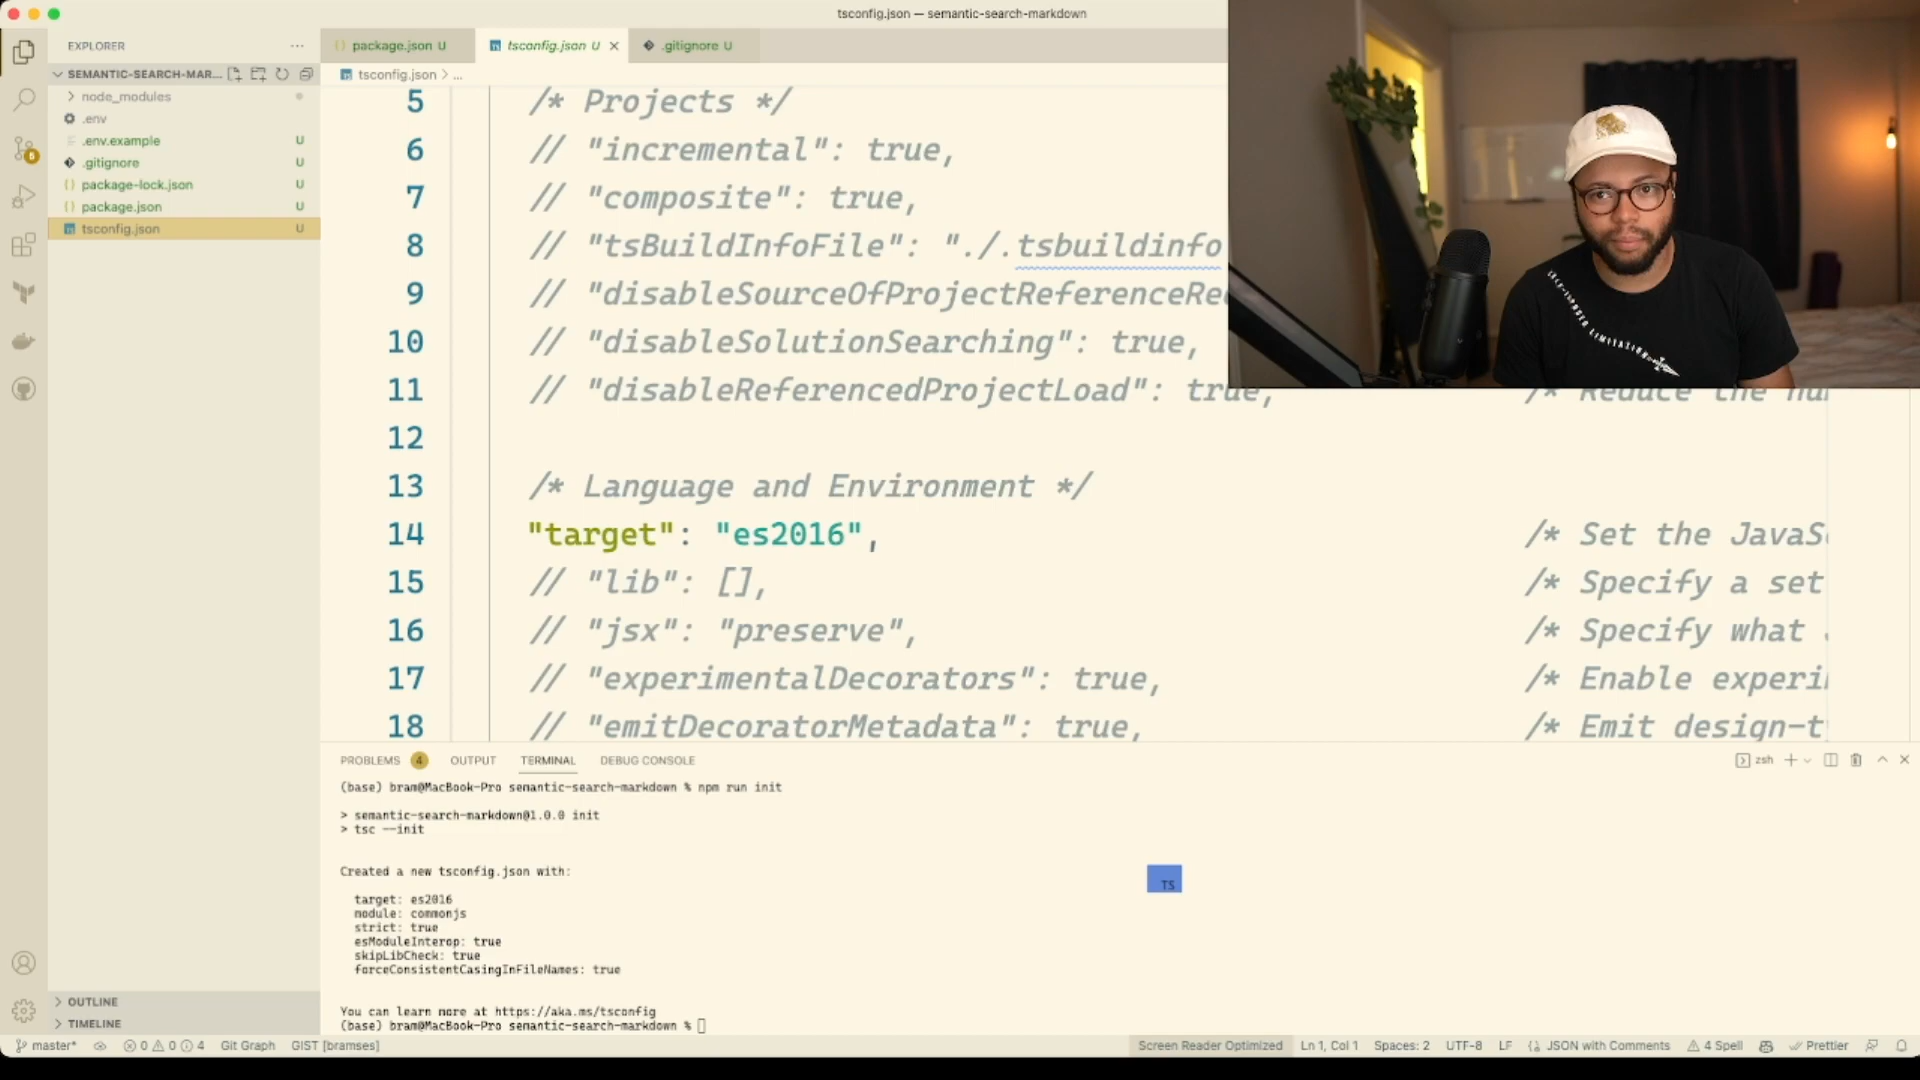 tsconfig.json — semantic-search-markdown
EXPLORER
SEMANTIC-SEARCH-MAR...
node_modules
.env
.env.example U
.gitignore U
package-lock.json U
package.json U
tsconfig.json U
OUTLINE
TIMELINE
package.json U
tsconfig.json U
.gitignore U
tsconfig.json > ...
5 /* Projects */
6 // "incremental": true,
7 // "composite": true,
8 // "tsBuildInfoFile": "./.tsbuildinfo
9 // "disableSourceOfProjectReferenceRe
10 // "disableSolutionSearching": true,
11 // "disableReferencedProjectLoad": true, /* Reduce the nu
12
13 /* Language and Environment */
14 "target": "es2016", /* Set the JavaS
15 // "lib": [], /* Specify a set
16 // "jsx": "preserve", /* Specify what
17 // "experimentalDecorators": true, /* Enable experi
18 // "emitDecoratorMetadata": true, /* Emit design-t
PROBLEMS 4 OUTPUT TERMINAL DEBUG CONSOLE zsh
(base) bram@MacBook-Pro semantic-search-markdown % npm run init
> semantic-search-markdown@1.0.0 init
> tsc --init
Created a new tsconfig.json with:
target: es2016
module: commonjs
strict: true
esModuleInterop: true
skipLibCheck: true
forceConsistentCasingInFileNames: true
You can learn more at https://aka.ms/tsconfig
(base) bram@MacBook-Pro semantic-search-markdown %
TS
master* 0 0 4 Git Graph GIST [bramses] Screen Reader Optimized Ln 1, Col 1 Spaces: 2 UTF-8 LF JSON with Comments 4 Spell Prettier